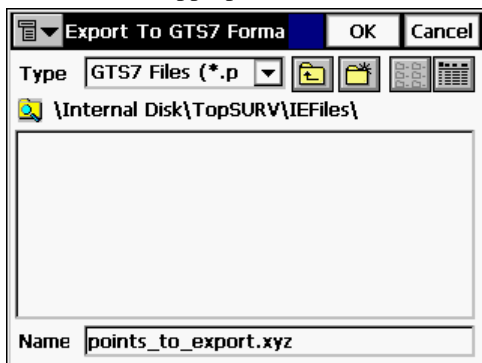 Export To GTS7 Forma OK Cancel
Type GTS7 Files (*.p
\Internal Disk\TopSURV\IEFiles\
Name points_to_export.xyz